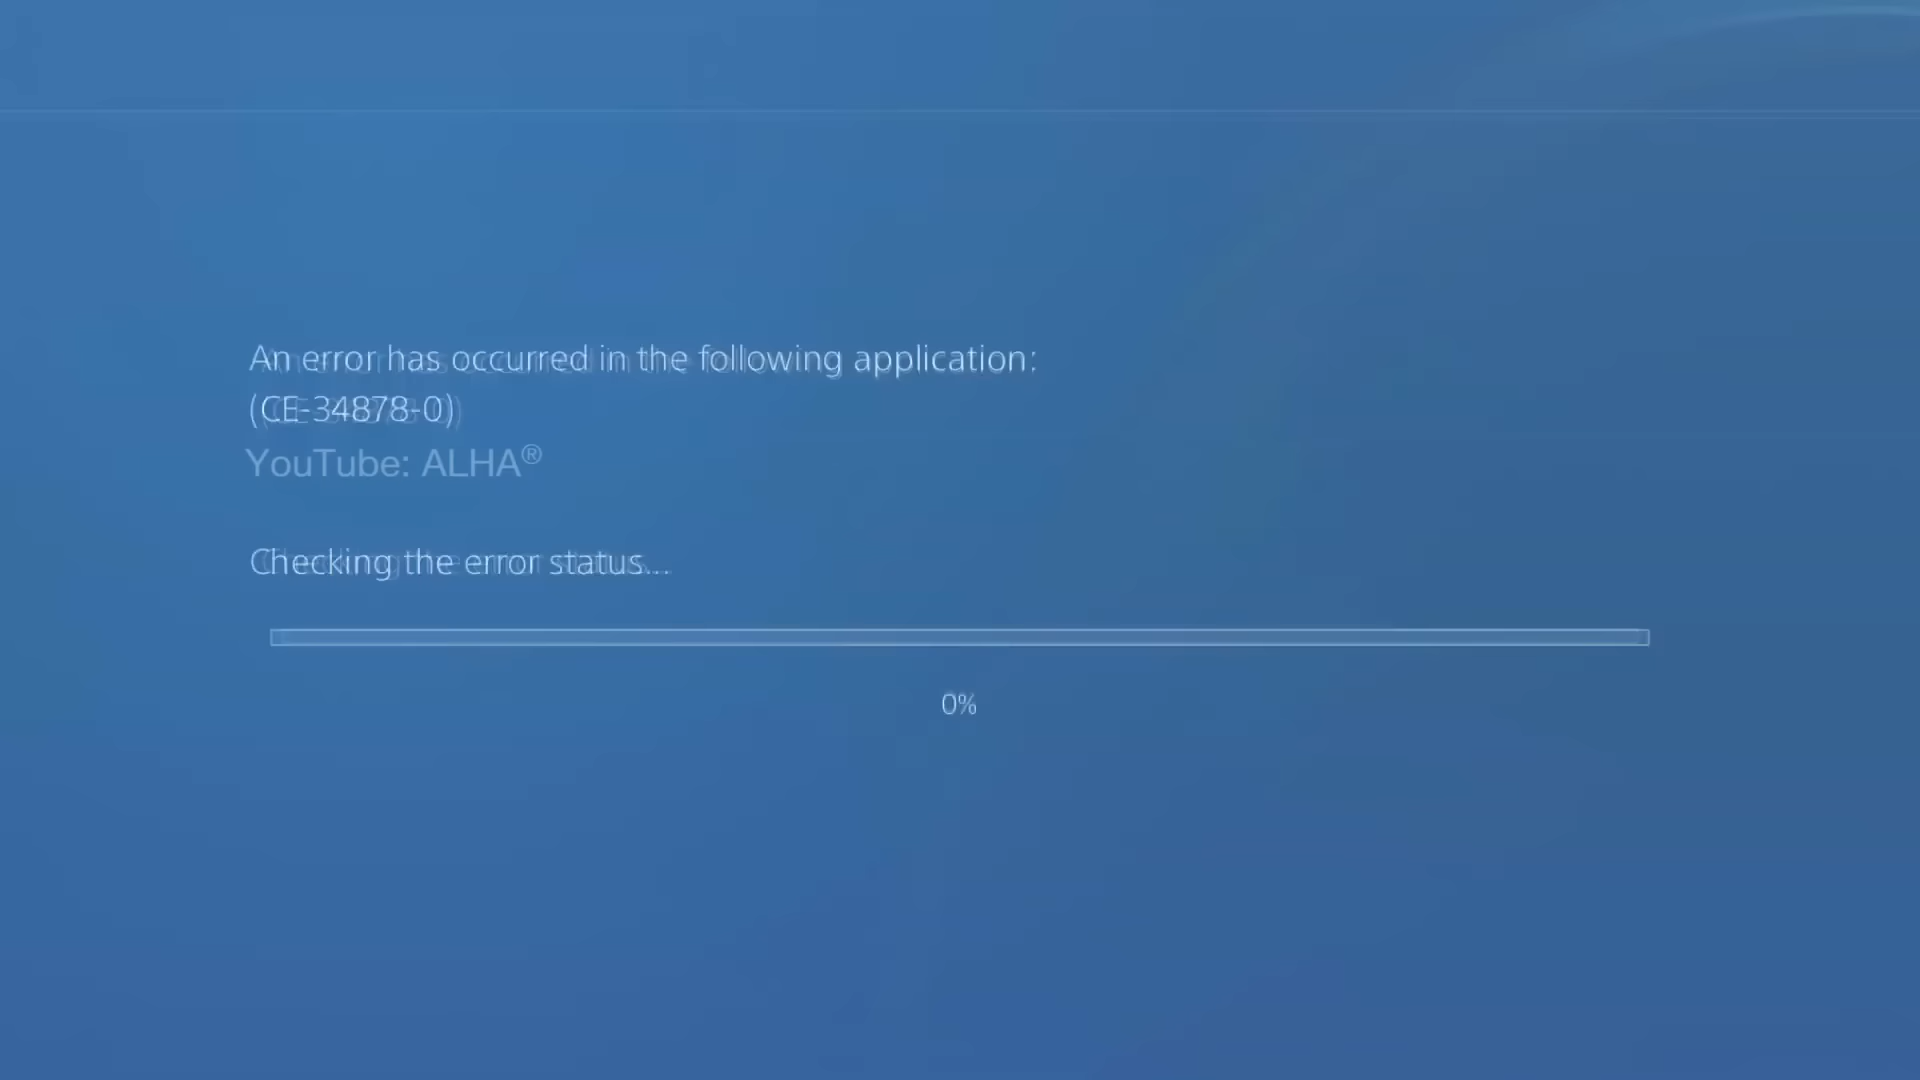 An error has occurred in the following application:
(CE-34878-0)
YouTube: ALHA®
Checking the error status...
0%